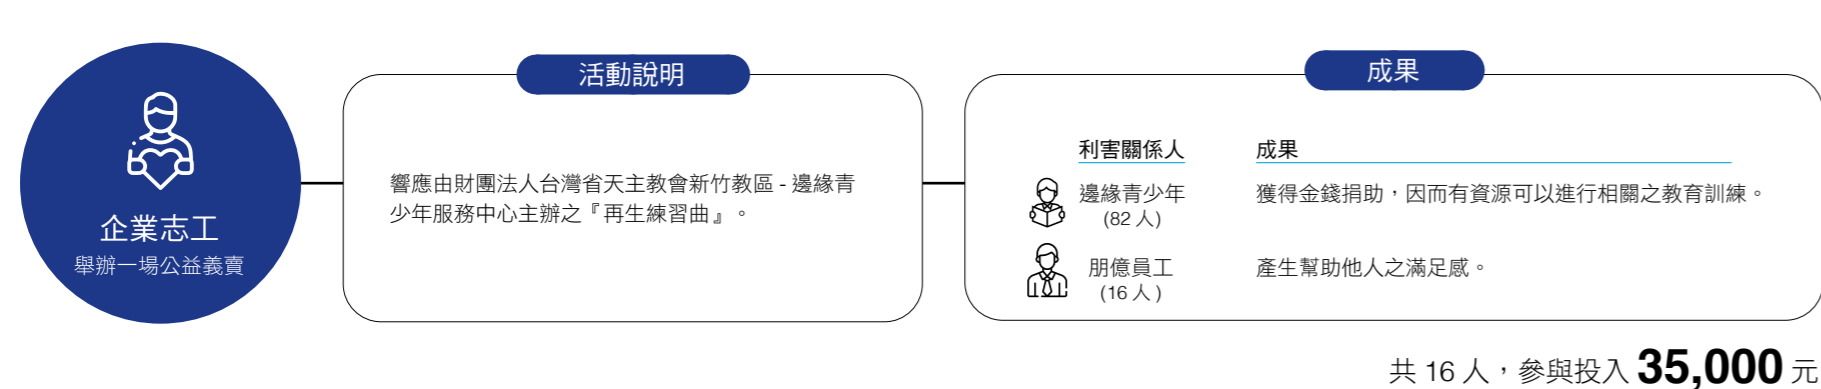 企業志工
舉辦一場公益義賣
活動說明
響應由財團法人台灣省天主教會新竹教區 - 邊緣青
少年服務中心主辦之『再生練習曲』。
成果
利害關係人 成果
邊緣青少年 獲得金錢捐助，因而有資源可以進行相關之教育訓練。
(82 人)
朋億員工 產生幫助他人之滿足感。
(16 人 )
共 16 人，參與投入 35,000 元